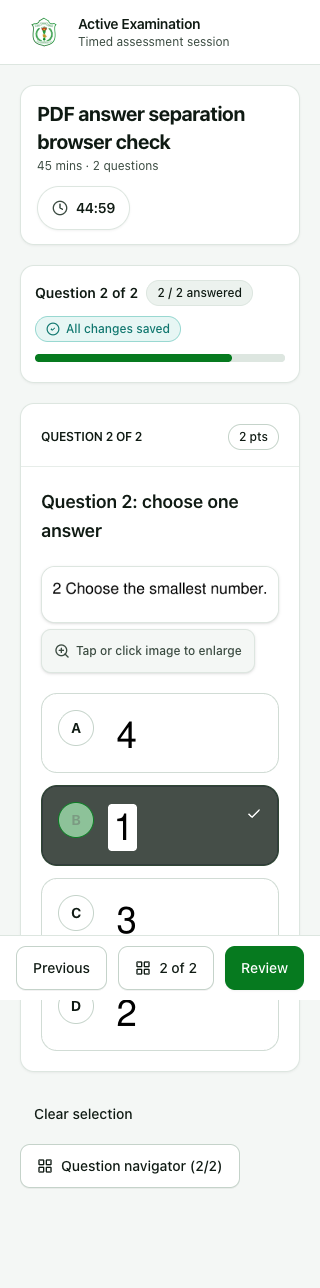 Active Examination
Timed assessment session
PDF answer separation
browser check
45 mins · 2 questions
44:59
Question 2 of 2
2 / 2 answered
All changes saved
QUESTION 2 OF 2
2 pts
Question 2: choose one
answer
2 Choose the smallest number.
Tap or click image to enlarge
A
4
B
1
C
3
Previous
2 of 2
Review
D
2
Clear selection
Question navigator (2/2)